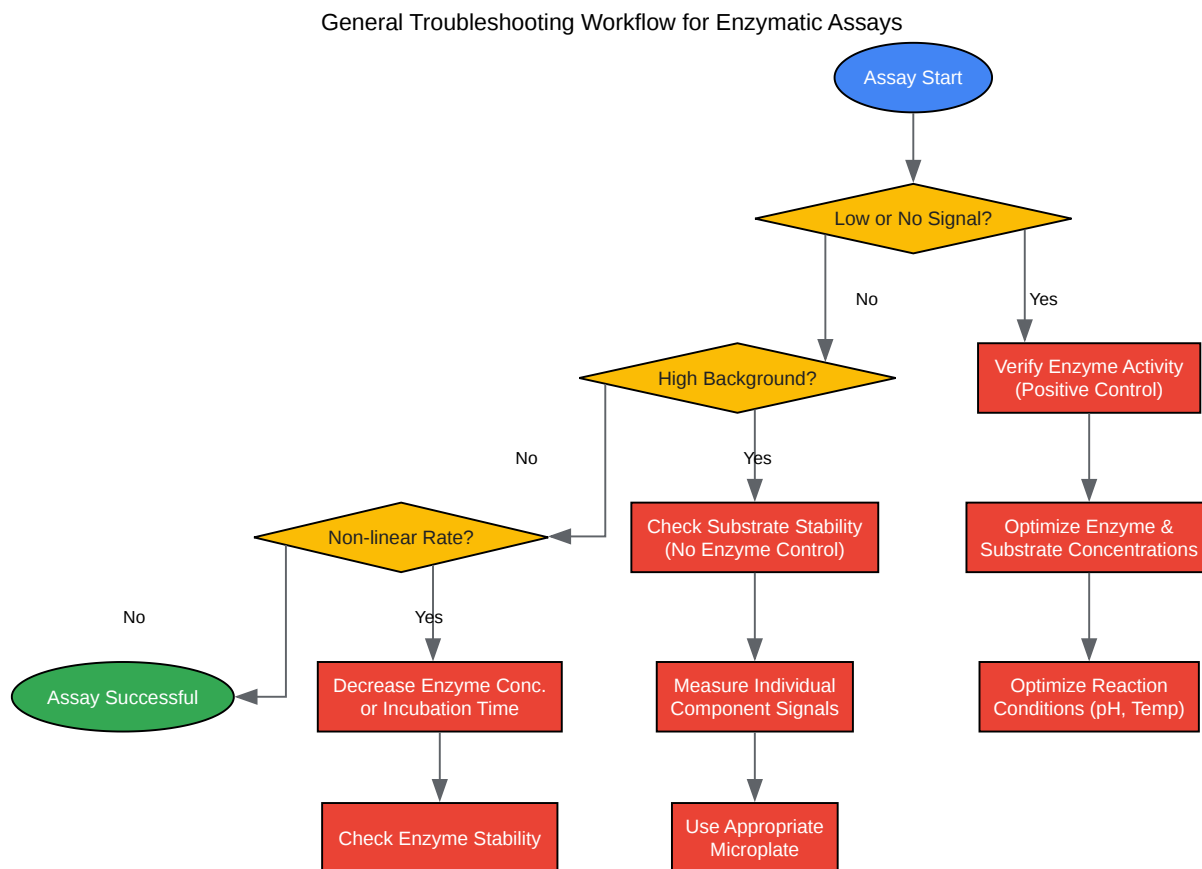 General Troubleshooting Workflow for Enzymatic Assays
Assay Start
Low or No Signal?
No
Yes
High Background?
Verify Enzyme Activity
(Positive Control)
No
Yes
Non-linear Rate?
Check Substrate Stability
(No Enzyme Control)
Optimize Enzyme &
Substrate Concentrations
No
Yes
Assay Successful
Decrease Enzyme Conc.
or Incubation Time
Measure Individual
Component Signals
Optimize Reaction
Conditions (pH, Temp)
Check Enzyme Stability
Use Appropriate
Microplate